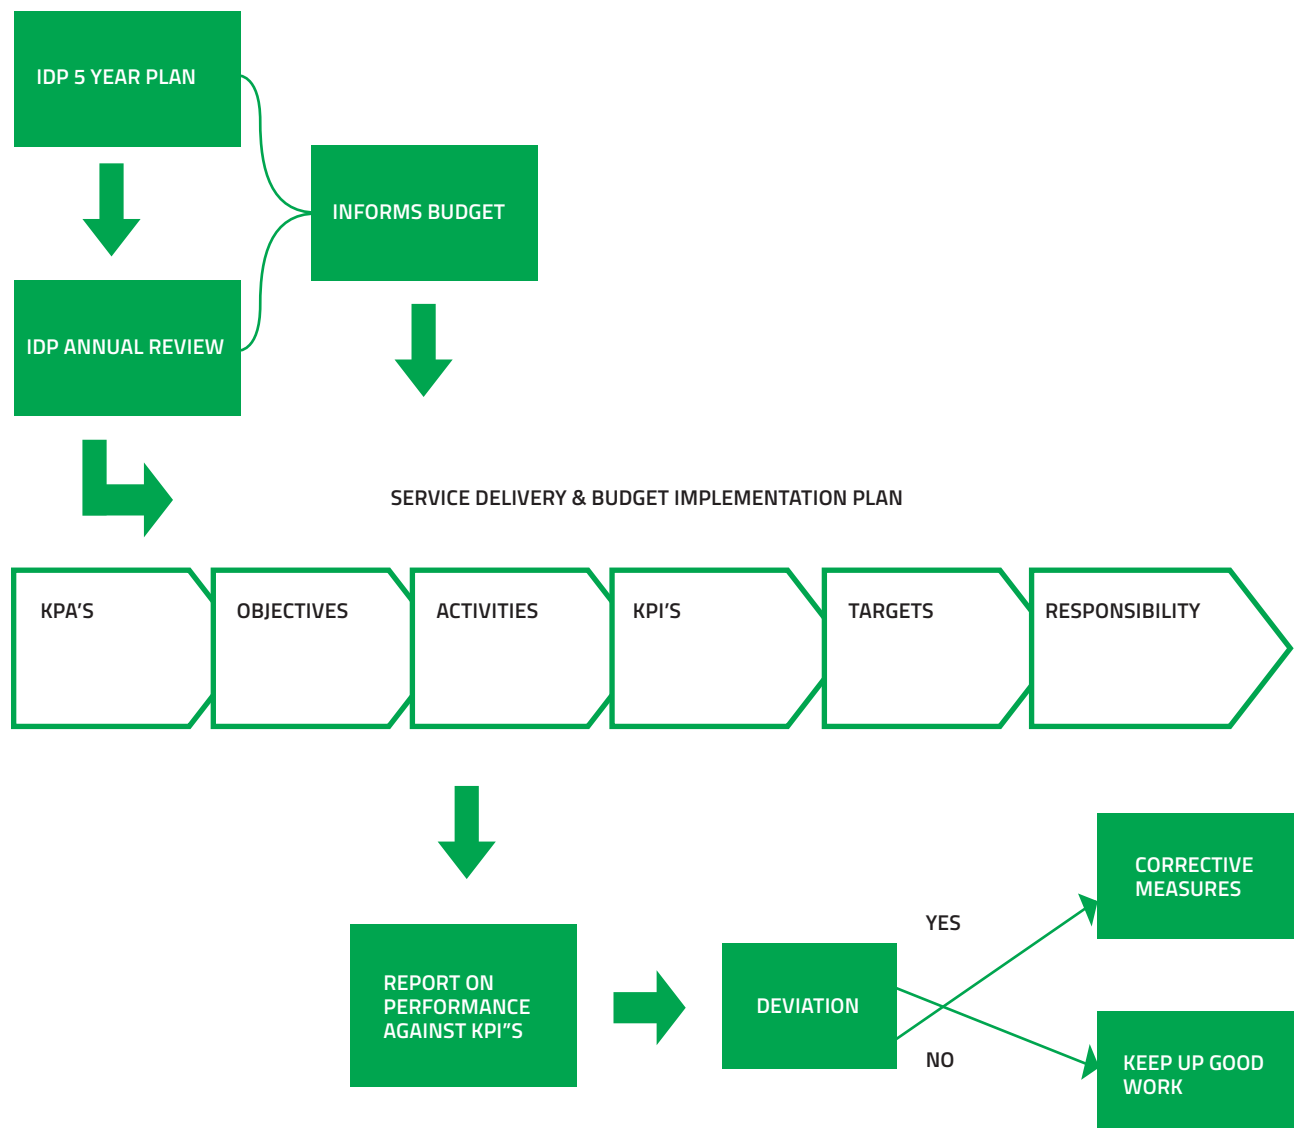 IDP 5 YEAR PLAN
INFORMS BUDGET
IDP ANNUAL REVIEW
SERVICE DELIVERY & BUDGET IMPLEMENTATION PLAN
KPA’S
OBJECTIVES
ACTIVITIES
KPI’S
TARGETS
RESPONSIBILITY
REPORT ON
PERFORMANCE
AGAINST KPI”S
DEVIATION
YES
NO
CORRECTIVE
MEASURES
KEEP UP GOOD
WORK